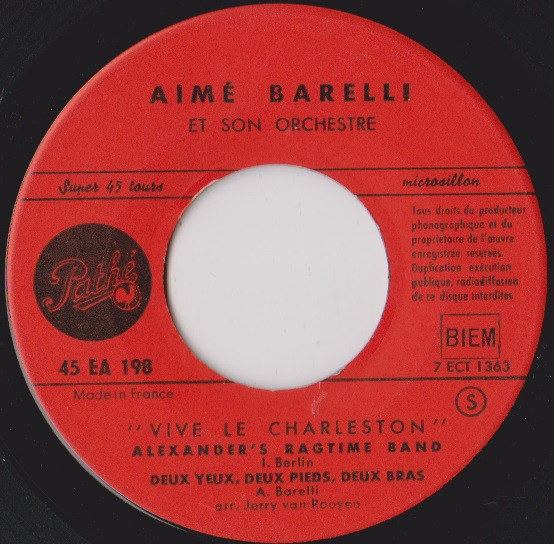 AIMÉ BARELLI
ET SON ORCHESTRE
Super 45 tours
microsillon
Tous droits du producteur
phonographique et du
propriétaire de l'œuvre
enregistrée réservés.
Duplication exécution
publique, radiodiffusion
de ce disque interdites.
Pathé
BIEM
45 EA 198
7 ECT 1363
Made in France
S
"VIVE LE CHARLESTON"
ALEXANDER'S RAGTIME BAND
I. Berlin
DEUX YEUX, DEUX PIEDS, DEUX BRAS
A. Barelli
arr. Jerry van Rooyen